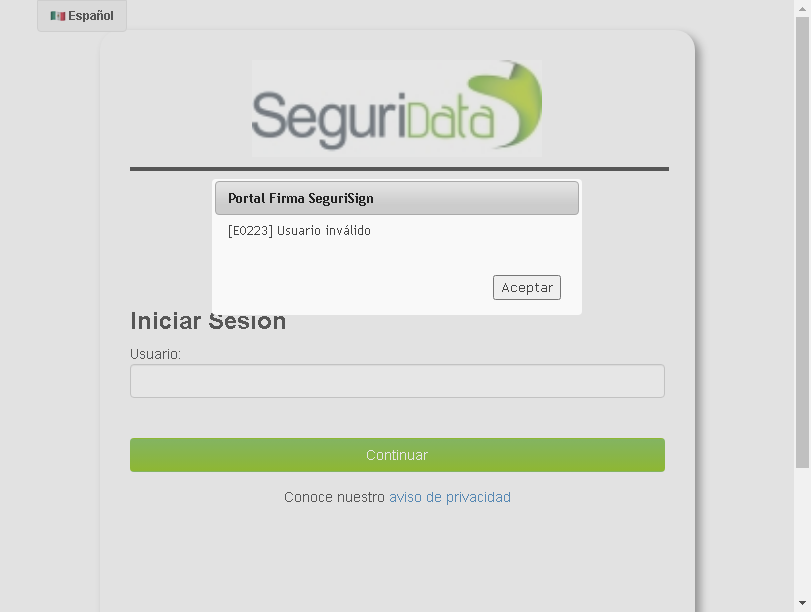 Español
SeguriData
Portal Firma SeguriSign
[E0223] Usuario inválido
Aceptar
Iniciar Sesión
Usuario:
Continuar
Conoce nuestro aviso de privacidad